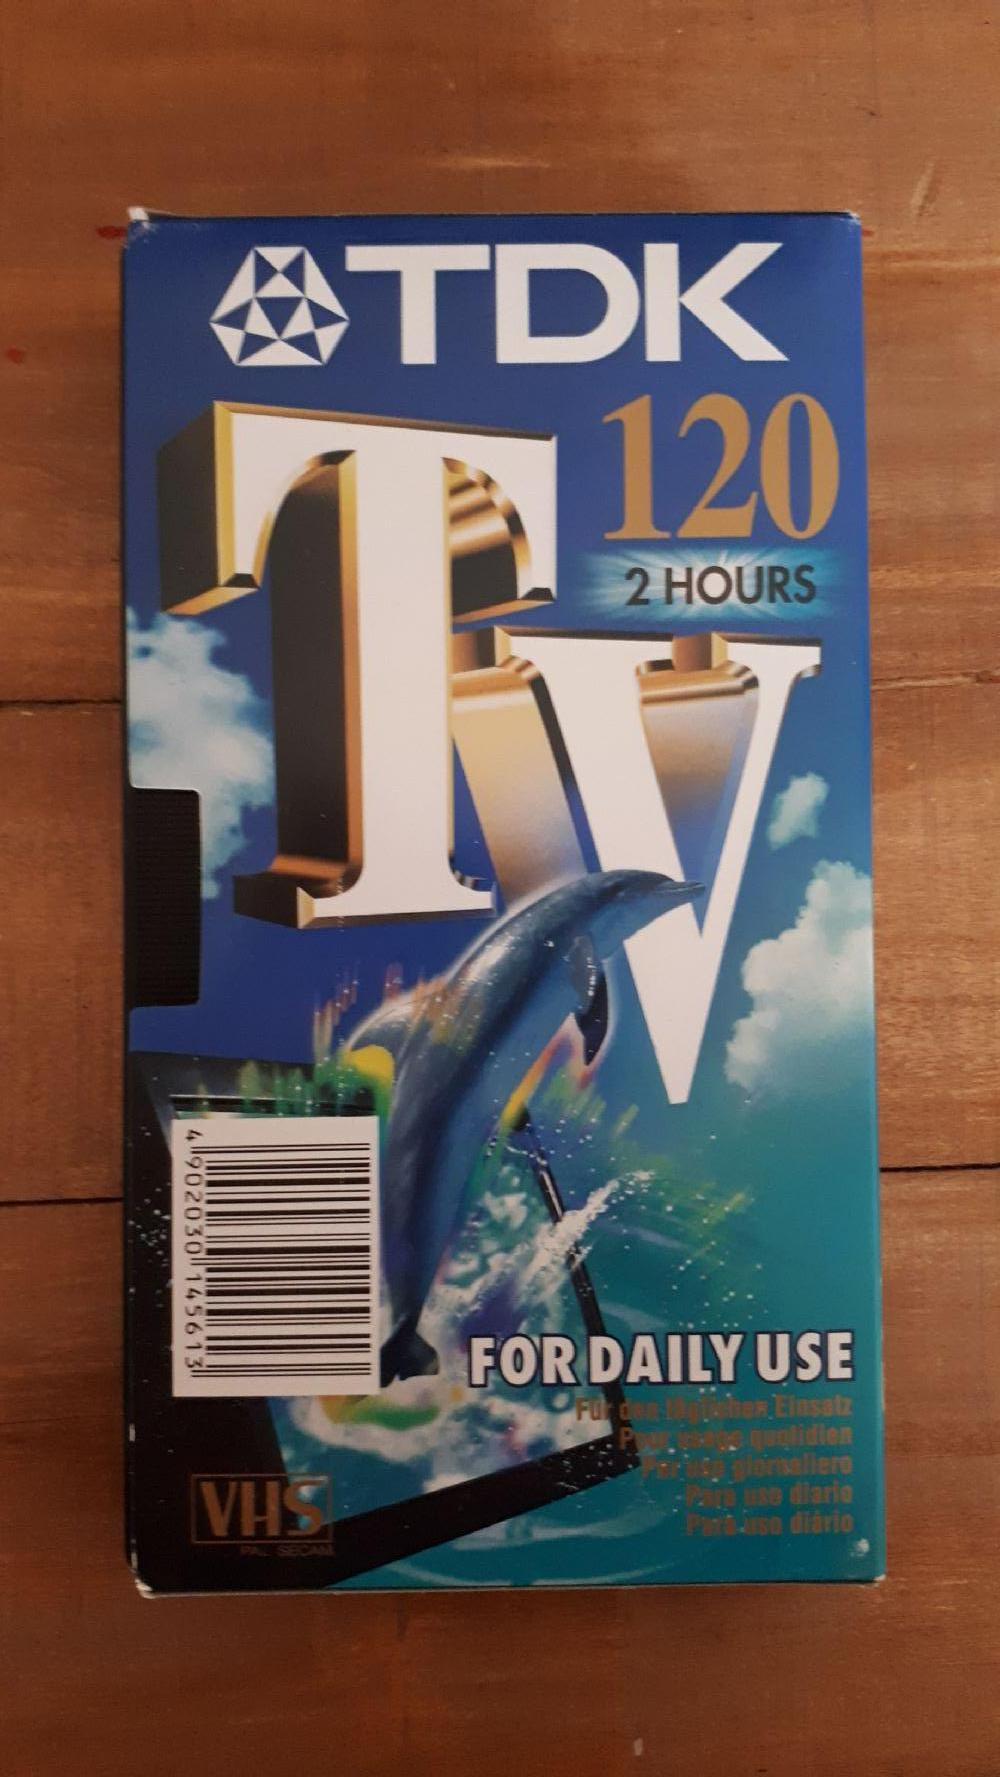 TDK
TV
120
2 HOURS
4 902030 145613
FOR DAILY USE
Für den täglichen Einsatz
Pour usage quotidien
Per uso giornaliero
Para uso diario
Para uso diário
VHS
PAL SECAM